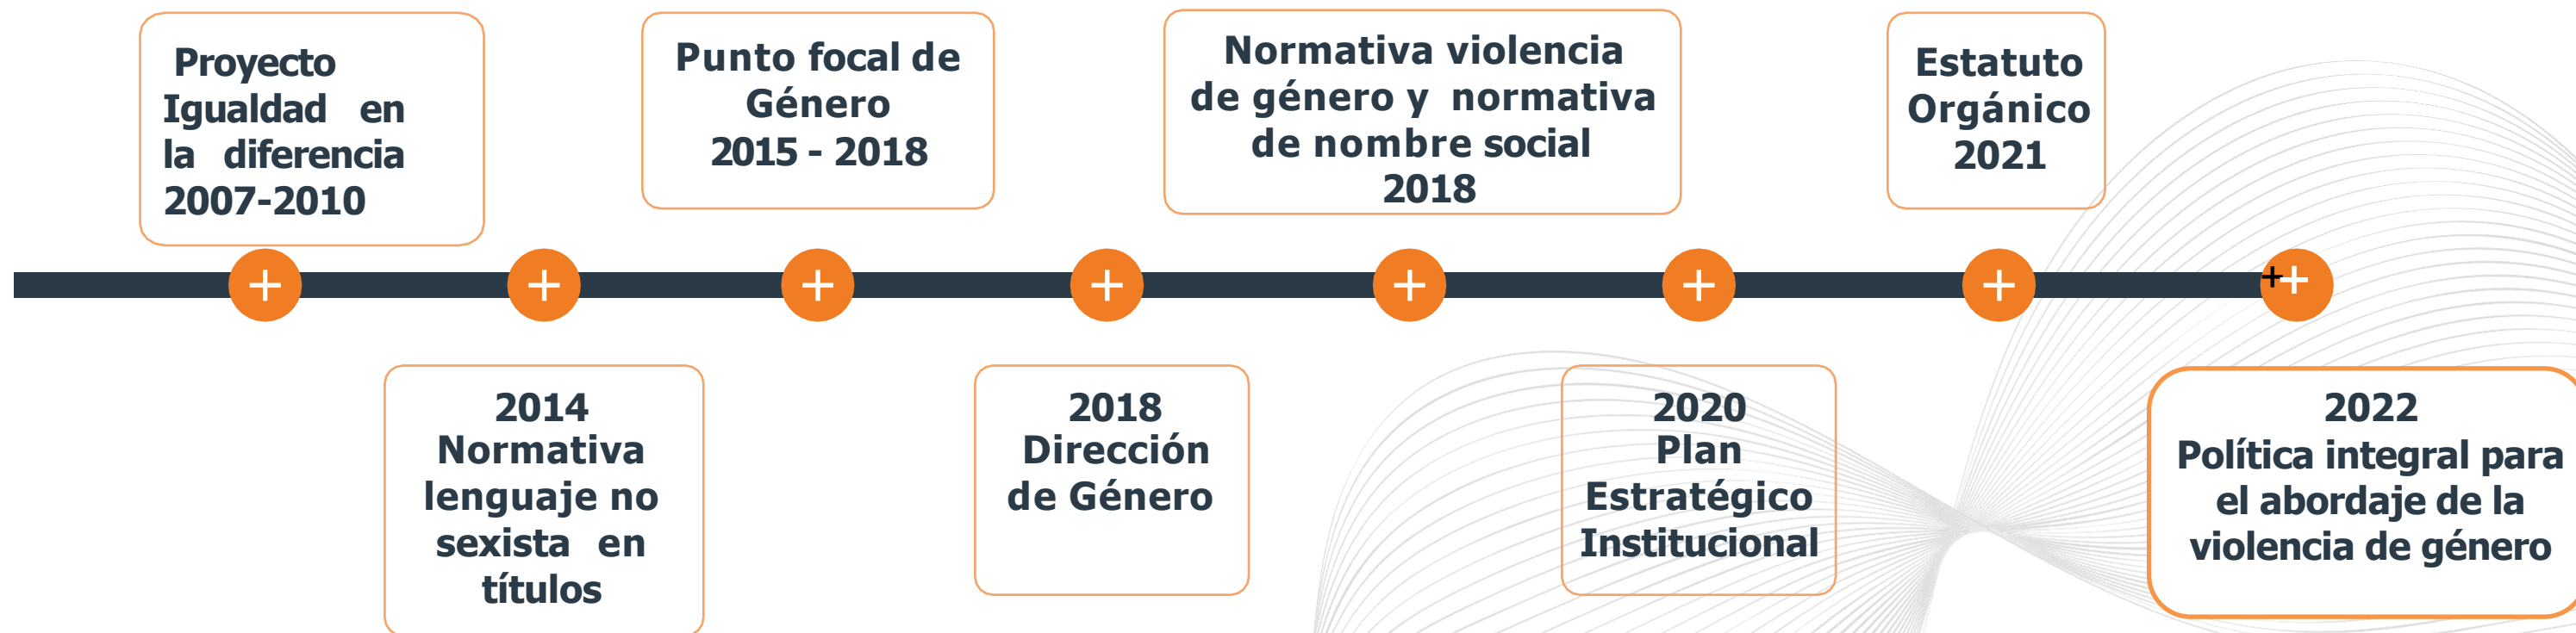 Proyecto
Igualdad en
la diferencia
2007-2010
2014
Normativa
lenguaje no
sexista en
títulos
Punto focal de
Género
2015 - 2018
2018
Dirección
de Género
Normativa violencia
de género y normativa
de nombre social
2018
2020
Plan
Estratégico
Institucional
Estatuto
Orgánico
2021
2022
Política integral para
el abordaje de la
violencia de género